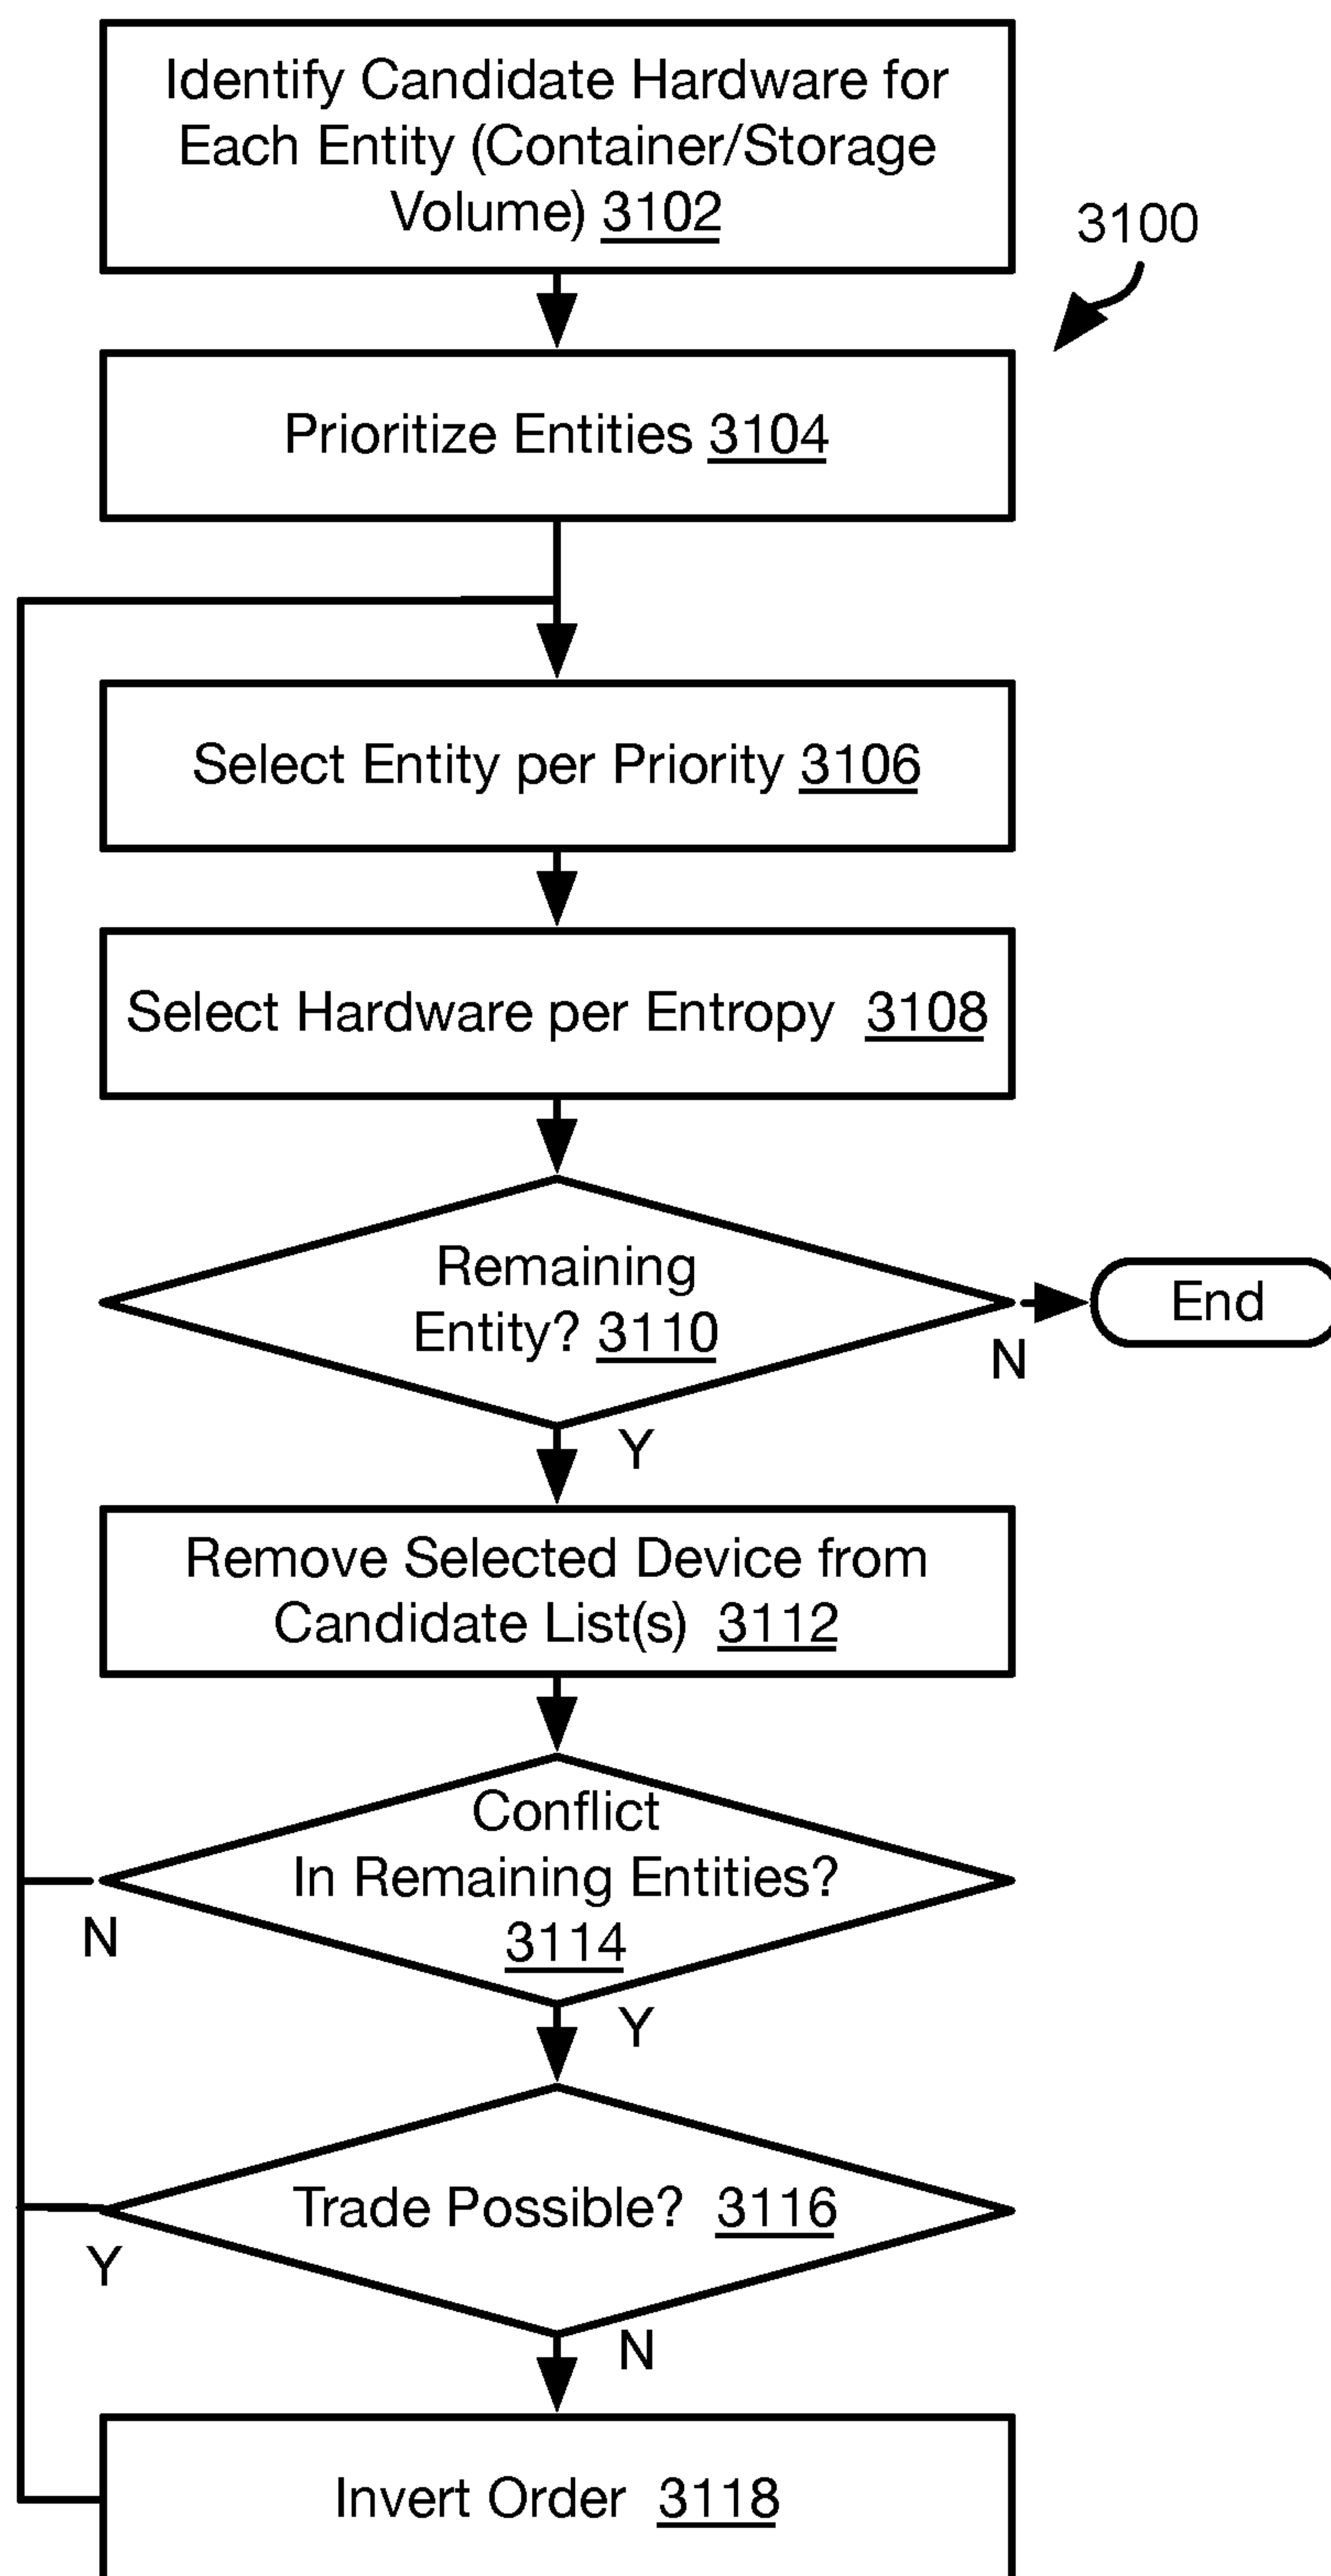 Identify Candidate Hardware for
Each Entity (Container/Storage
Volume) 3102
3100
Prioritize Entities 3104
Select Entity per Priority 3106
Select Hardware per Entropy 3108
Remaining
Entity? 3110
End
N
Y
Remove Selected Device from
Candidate List(s) 3112
Conflict
In Remaining Entities?
3114
N
Y
Trade Possible? 3116
Y
N
Invert Order 3118